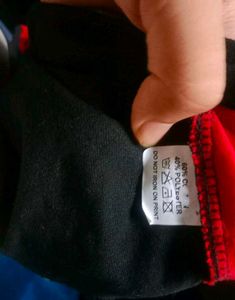 60%
40% POLYESTER
DO NOT IRON ON PRINT